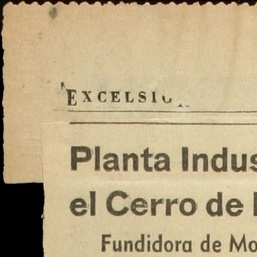 EXCELSIO
Planta Indus
el Cerro de
Fundidora de Mo